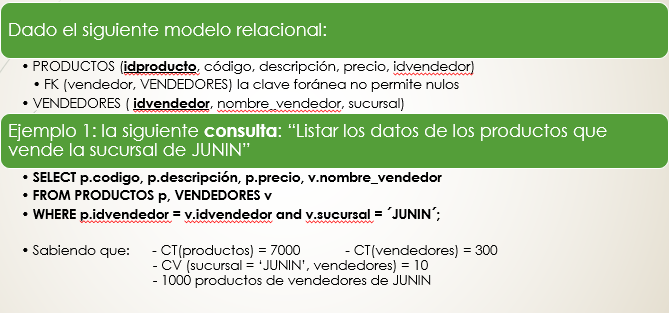 Dado el siguiente modelo relacional:
• PRODUCTOS (idproducto, código, descripción, precio, idvendedor)
• FK (vendedor, VENDEDORES) la clave foránea no permite nulos
• VENDEDORES ( idvendedor, nombre_vendedor, sucursal)
Ejemplo 1: la siguiente consulta: “Listar los datos de los productos que
vende la sucursal de JUNIN”
• SELECT p.codigo, p.descripción, p.precio, v.nombre_vendedor
• FROM PRODUCTOS p, VENDEDORES v
• WHERE p.idvendedor = v.idvendedor and v.sucursal = ´JUNIN´;
• Sabiendo que: - CT(productos) = 7000 - CT(vendedores) = 300
- CV (sucursal = ‘JUNIN’, vendedores) = 10
- 1000 productos de vendedores de JUNIN